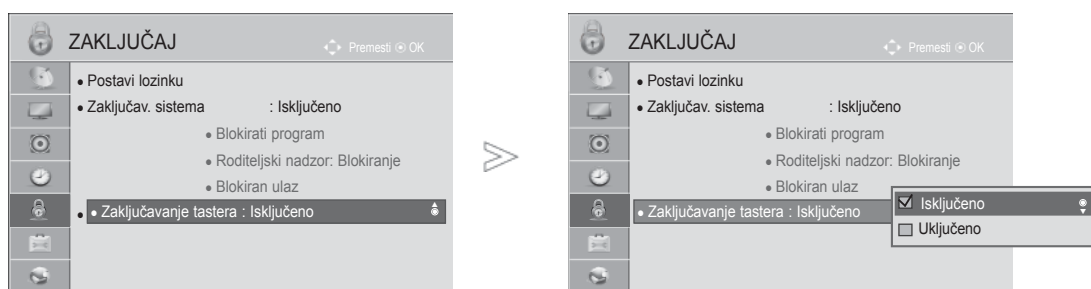 ZAKLJUČAJ
Premesti OK
• Postavi lozinku
• Zaključav. sistema : Isključeno
• Blokirati program
• Roditeljski nadzor: Blokiranje
• Blokiran ulaz
• • Zaključavanje tastera : Isključeno
ZAKLJUČAJ
Premesti OK
• Postavi lozinku
• Zaključav. sistema : Isključeno
• Blokirati program
• Roditeljski nadzor: Blokiranje
• Blokiran ulaz
• Zaključavanje tastera : Isključeno
Isključeno
Uključeno